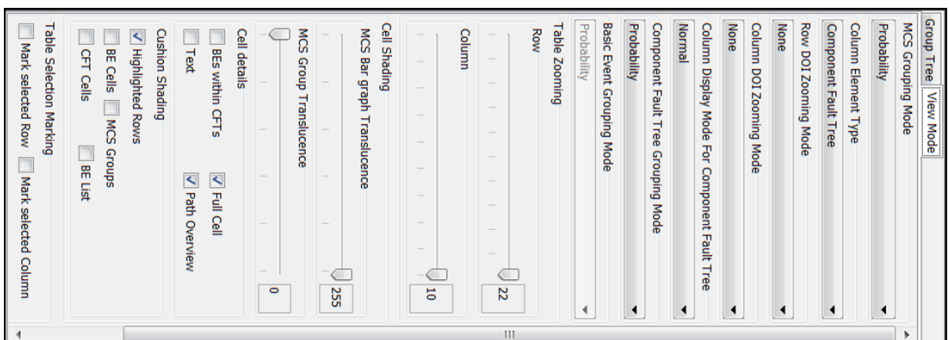 Group Tree View Mode
MCS Grouping Mode
Probability
Column Element Type
Component Fault Tree
Row DOI Zooming Mode
None
Column DOI Zooming Mode
None
Column Display Mode For Component Fault Tree
Normal
Component Fault Tree Grouping Mode
Probability
Basic Event Grouping Mode
Probability
Table Zooming
Row
22
Column
10
Cell Shading
MCS Bar graph Translucence
255
MCS Group Translucence
0
Cell details
BEs within CFTs Full Cell
Text Path Overview
Cushion Shading
Highlighted Rows
BE Cells MCS Groups
CFT Cells BE List
Table Selection Marking
Mark selected Row Mark selected Column